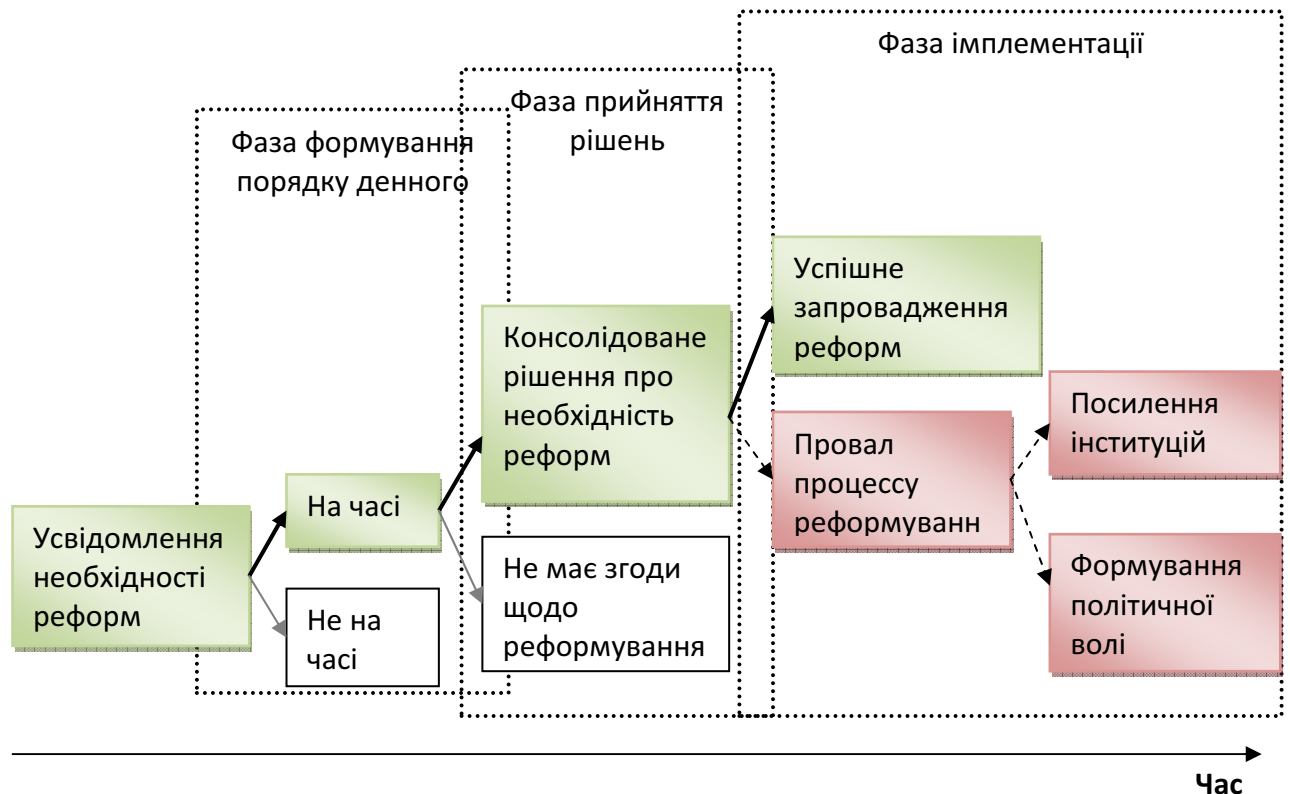 Фаза імплементації
Фаза прийняття
рішень
Фаза формування
порядку денного
Успішне
запровадження
реформ
Консолідоване
рішення про
необхідність
реформ
Посилення
інституцій
Провал
процессу
реформуванн
На часі
Усвідомлення
необхідності
реформ
Не має згоди
щодо
реформування
Формування
політичної
волі
Не на
часі
Час